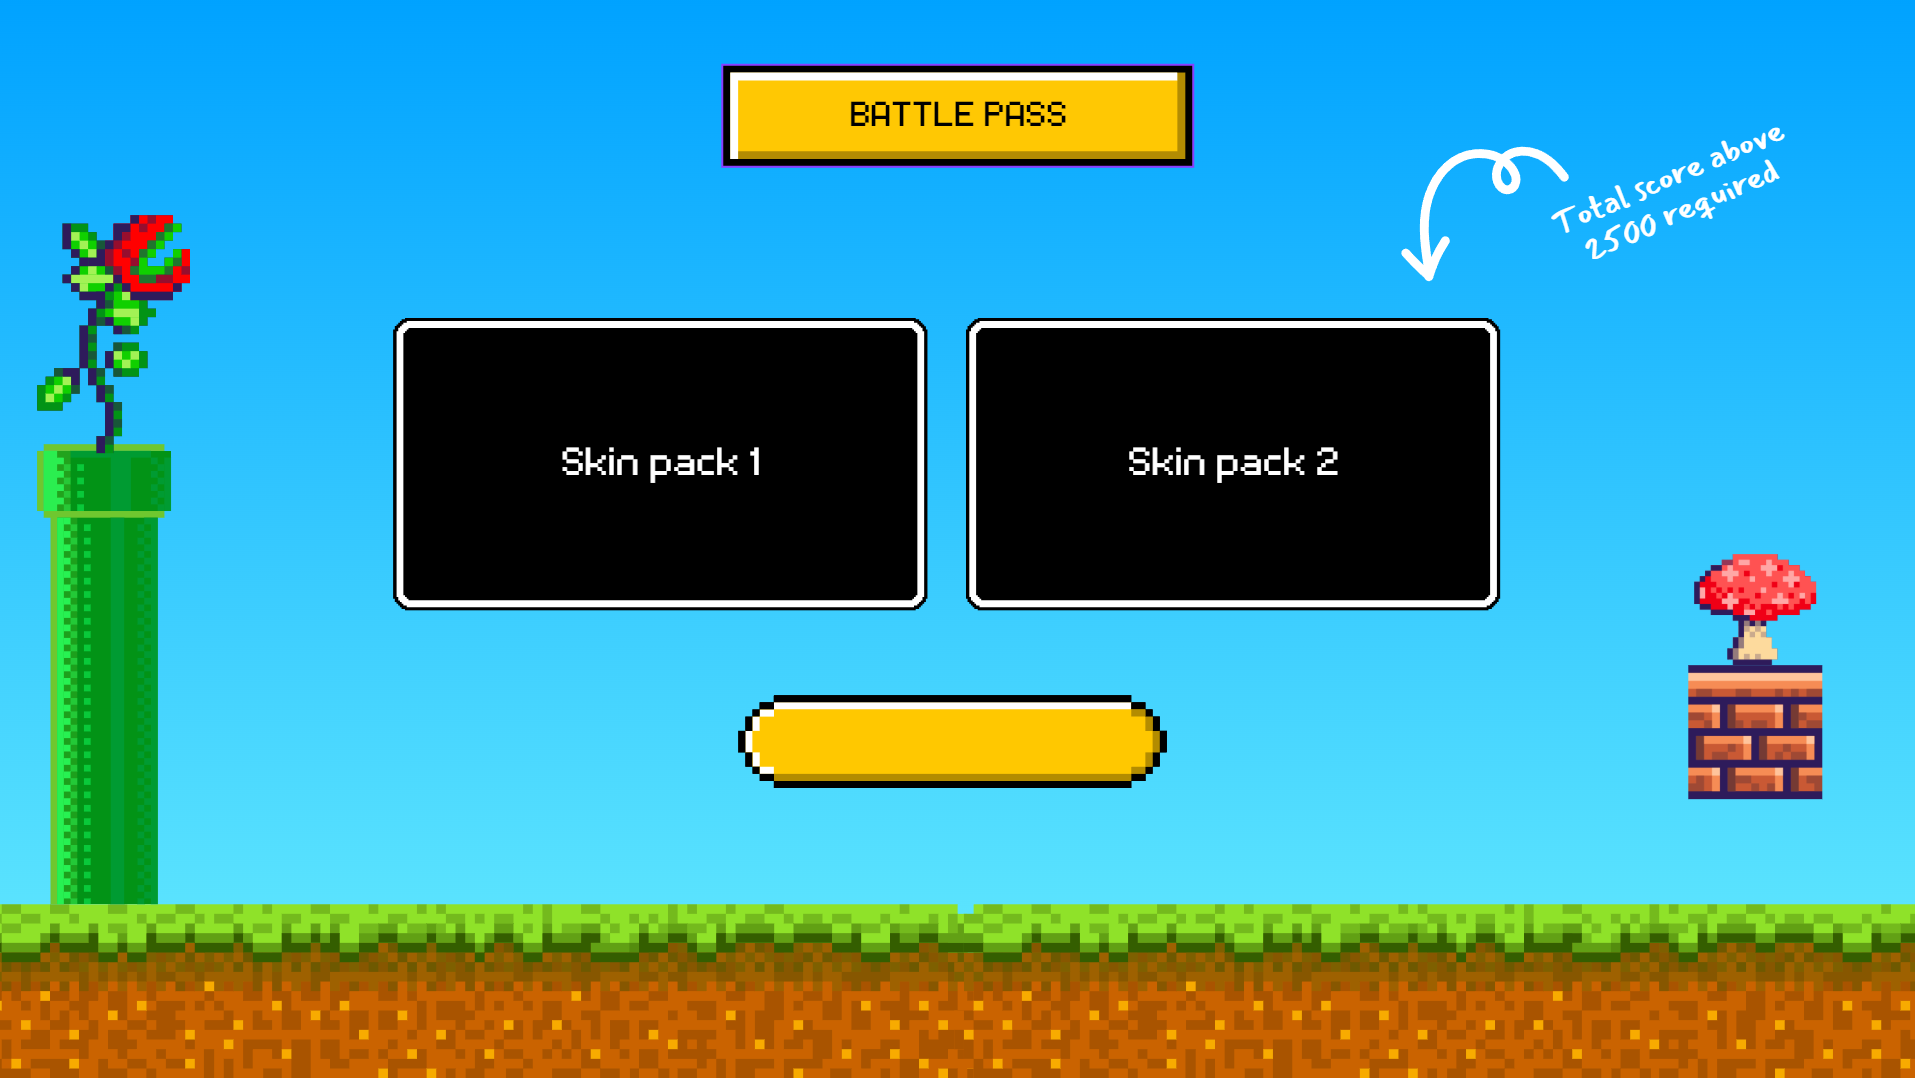 BATTLE PASS
Total score above
2500 required
Skin pack 1
Skin pack 2